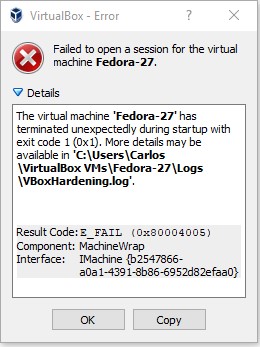 VirtualBox - Error
Failed to open a session for the virtual
machine Fedora-27.
Details
The virtual machine 'Fedora-27' has
terminated unexpectedly during startup with
exit code 1 (0x1). More details may be
available in 'C:\Users\Carlos
\VirtualBox VMs\Fedora-27\Logs
\VBoxHardening.log'.
Result Code: E_FAIL (0x80004005)
Component: MachineWrap
Interface: IMachine {b2547866-
a0a1-4391-8b86-6952d82efaa0}
OK
Copy